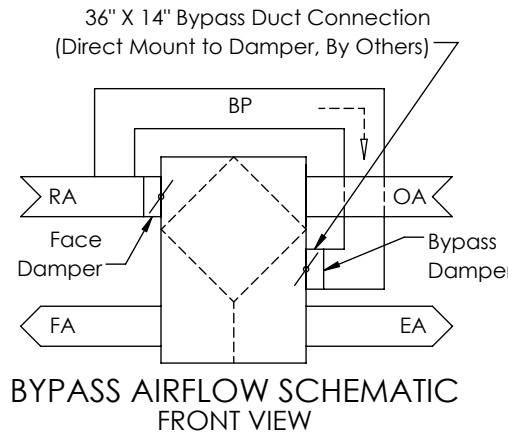 36" X 14" Bypass Duct Connection
(Direct Mount to Damper, By Others)
BP
RA
OA
Face
Damper
Bypass
Damper
FA
EA
BYPASS AIRFLOW SCHEMATIC
FRONT VIEW